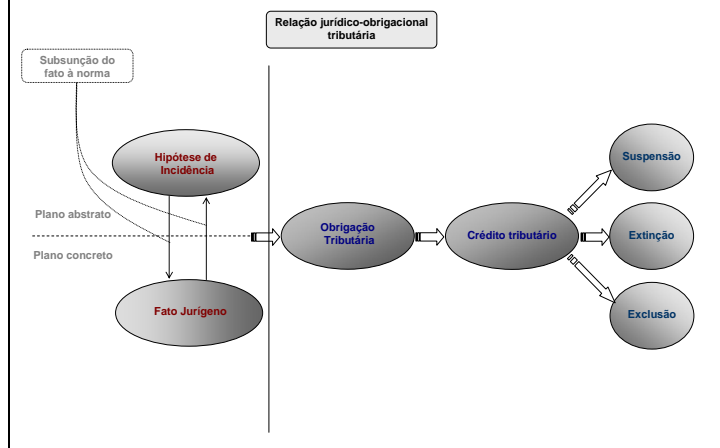 Relação jurídico-obrigacional
tributária
Subsunção do
fato à norma
Hipótese de
Incidência
Suspensão
Plano abstrato
Plano concreto
Obrigação
Tributária
Crédito tributário
Extinção
Fato Jurígeno
Exclusão